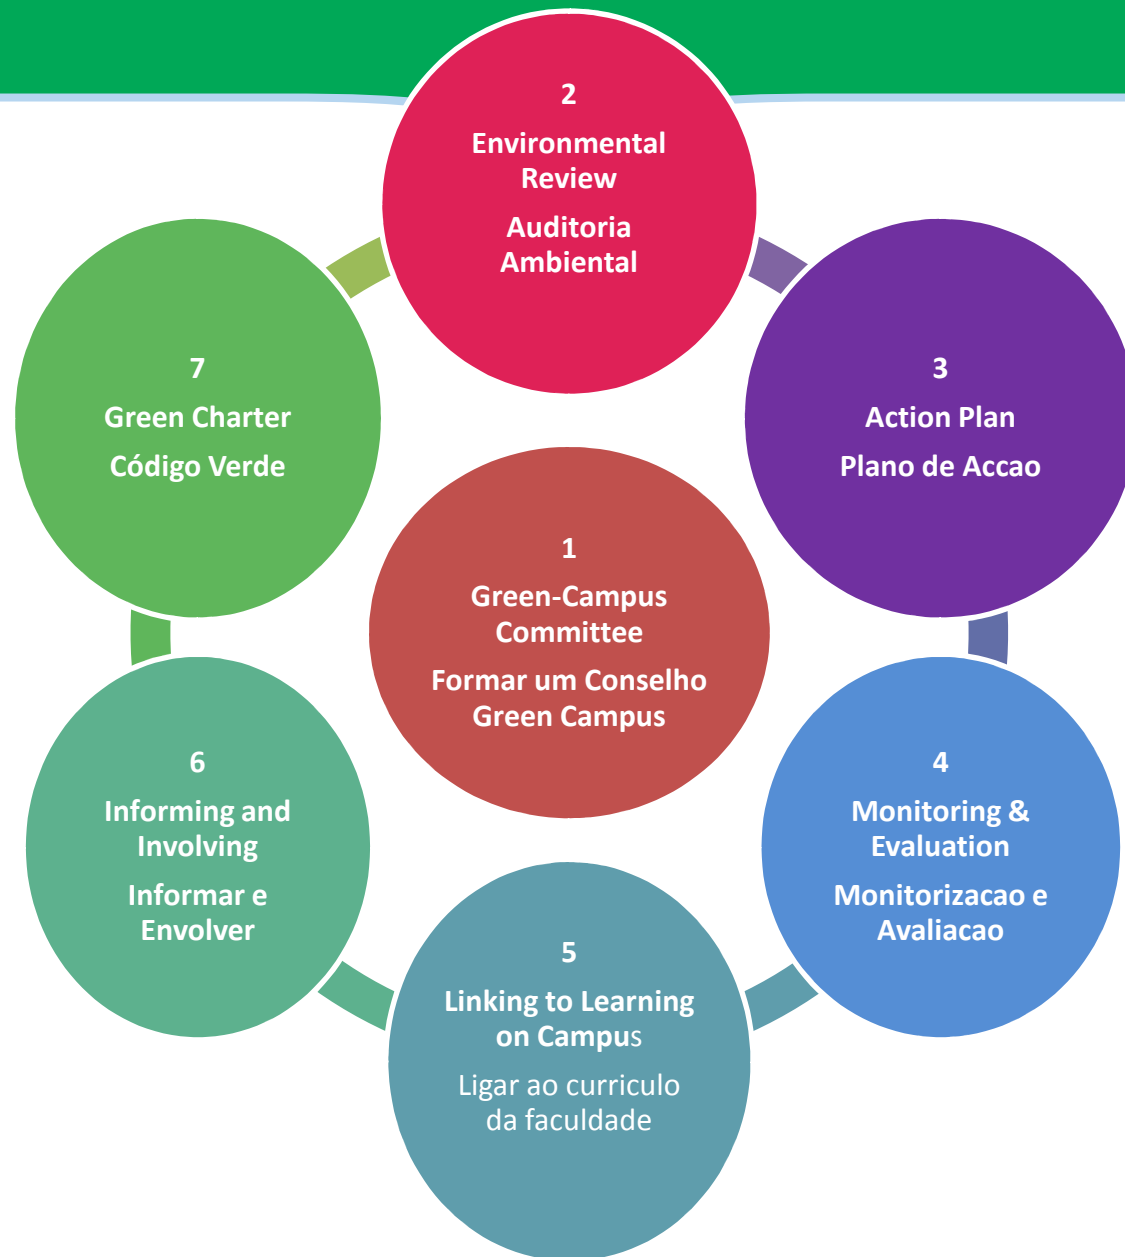 2
Environmental
Review
Auditoria
Ambiental
7
Green Charter
Código Verde
3
Action Plan
Plano de Accao
1
Green-Campus
Committee
Formar um Conselho
Green Campus
6
Informing and
Involving
Informar e
Envolver
4
Monitoring &
Evaluation
Monitorizacao e
Avaliacao
5
Linking to Learning
on Campus
Ligar ao curriculo
da faculdade